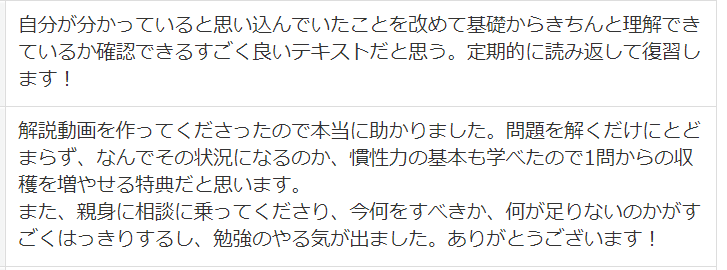 自分が分かっていると思い込んでいたことを改めて基礎からきちんと理解でき
ているか確認できるすごく良いテキストだと思う。定期的に読み返して復習し
ます！
解説動画を作ってくださったので本当に助かりました。問題を解くだけにとど
まらず、なんでその状況になるのか、慣性力の基本も学べたので1問からの収
穫を増やせる特典だと思います。
また、親身に相談に乗ってくださり、今何をすべきか、何が足りないのかがす
ごくはっきりするし、勉強のやる気が出ました。ありがとうございます！